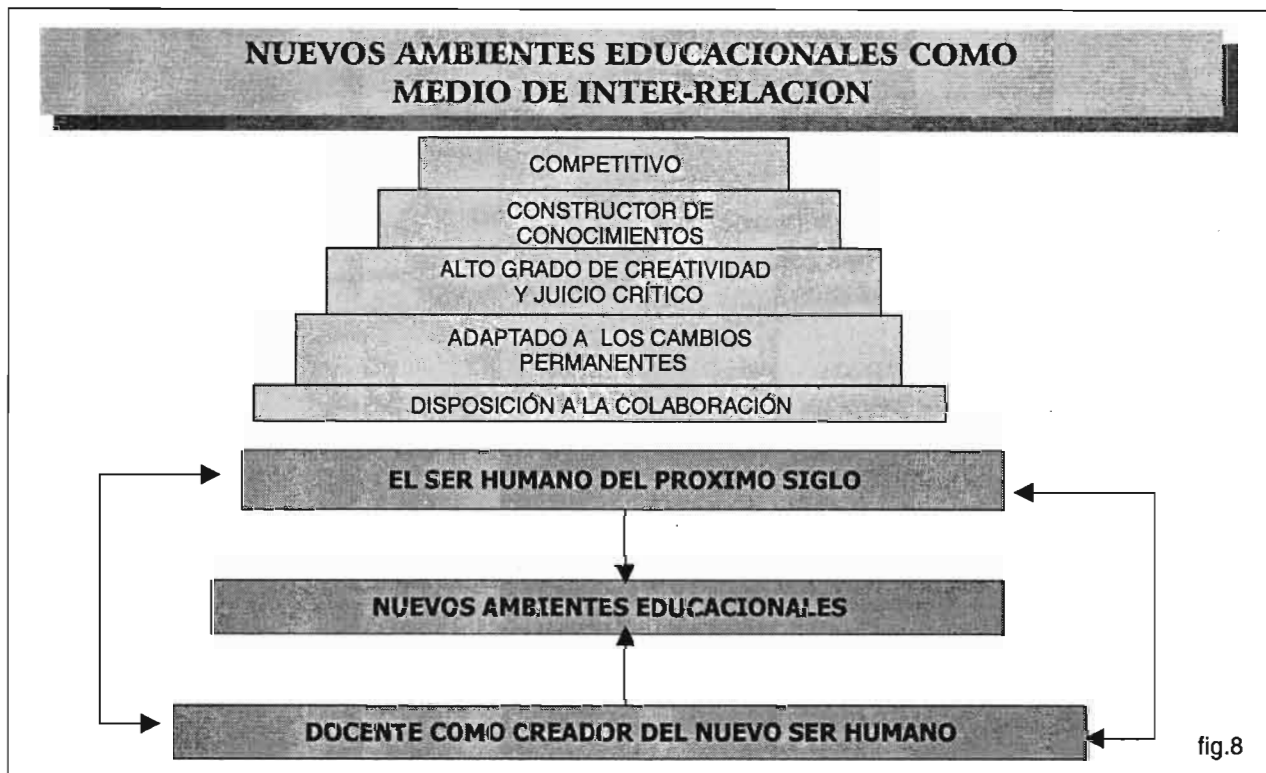 NUEVOS AMBIENTES EDUCACIONALES COMO
MEDIO DE INTER-RELACION
COMPETITIVO
CONSTRUCTOR DE
CONOCIMIENTOS
ALTO GRADO DE CREATIVIDAD
Y JUICIO CRÍTICO
ADAPTADO A LOS CAMBIOS
PERMANENTES
DISPOSICIÓN A LA COLABORACIÓN
EL SER HUMANO DEL PROXIMO SIGLO
NUEVOS AMBIENTES EDUCACIONALES
DOCENTE COMO CREADOR DEL NUEVO SER HUMANO
fig.8